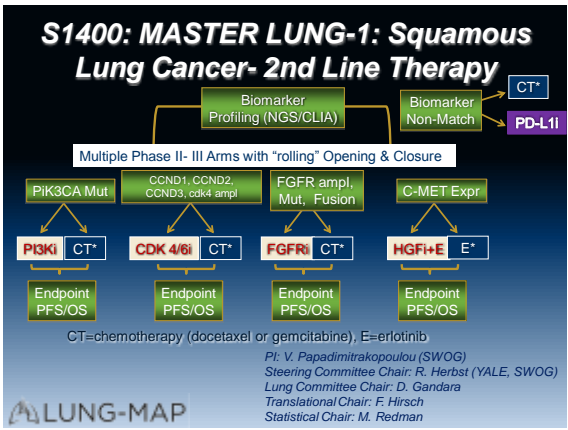 S1400: MASTER LUNG-1: Squamous
Lung Cancer- 2nd Line Therapy
Biomarker
Profiling (NGS/CLIA)
Biomarker
Non-Match
CT*
PD-L1i
Multiple Phase II- III Arms with “rolling” Opening & Closure
PiK3CA Mut
CCND1, CCND2,
CCND3, cdk4 ampl
FGFR ampl,
Mut, Fusion
C-MET Expr
PI3Ki
CT*
CDK 4/6i
CT*
FGFRi
CT*
HGFi+E
E*
Endpoint
PFS/OS
Endpoint
PFS/OS
Endpoint
PFS/OS
Endpoint
PFS/OS
CT=chemotherapy (docetaxel or gemcitabine), E=erlotinib
PI: V. Papadimitrakopoulou (SWOG)
Steering Committee Chair: R. Herbst (YALE, SWOG)
Lung Committee Chair: D. Gandara
Translational Chair: F. Hirsch
Statistical Chair: M. Redman
LUNG-MAP